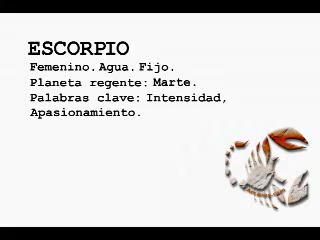 ESCORPIO
Femenino. Agua. Fijo.
Planeta regente: Marte.
Palabras clave: Intensidad,
Apasionamiento.